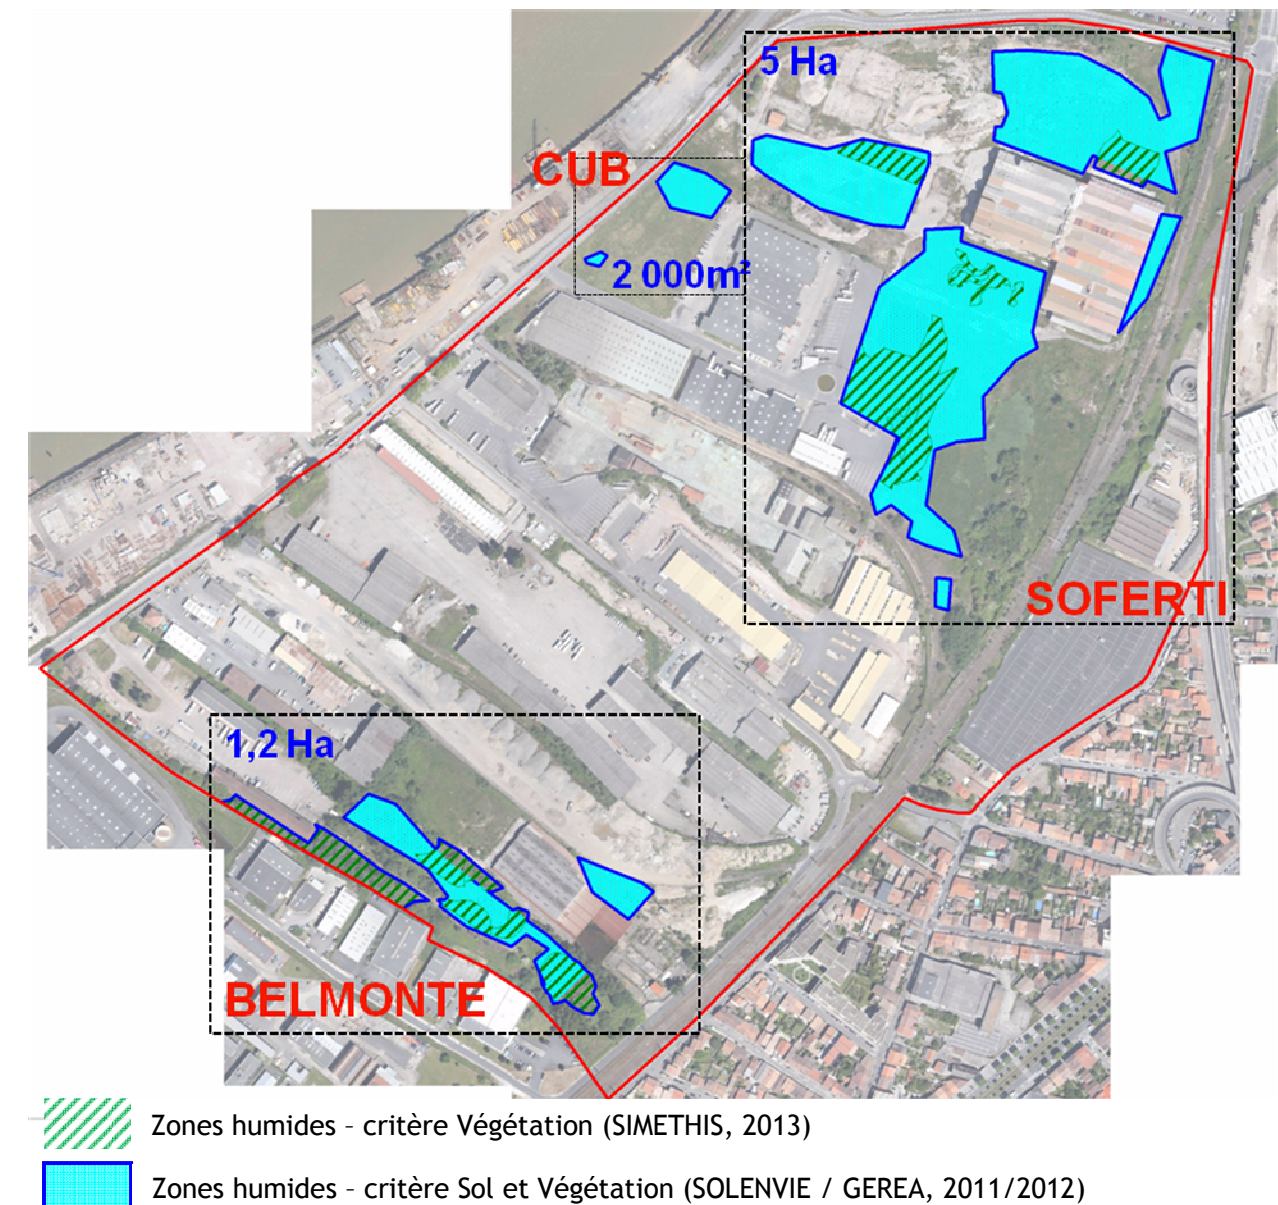 5 Ha
CUB
2 000m²
SOFERTI
1,2 Ha
BELMONTE
Zones humides – critère Végétation (SIMETHIS, 2013)
Zones humides – critère Sol et Végétation (SOLENVIE / GEREA, 2011/2012)